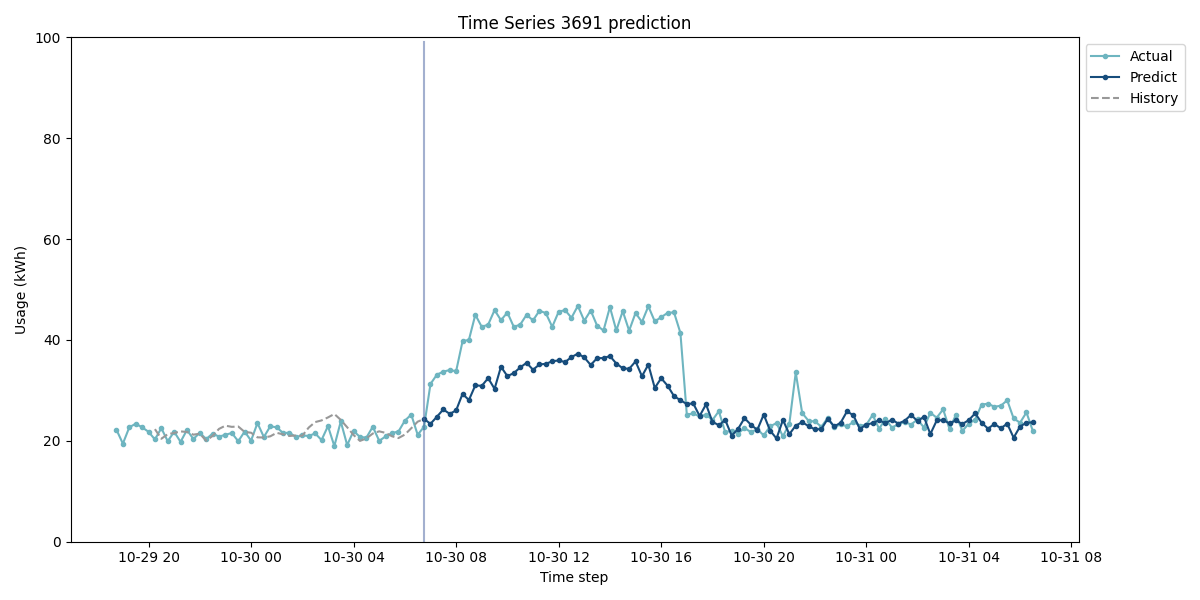 Time Series 3691 prediction
Usage (kWh)
100
80
60
40
20
0
10-29 20
10-30 00
10-30 04
10-30 08
10-30 12
10-30 16
10-30 20
10-31 00
10-31 04
10-31 08
Time step
Actual
Predict
History